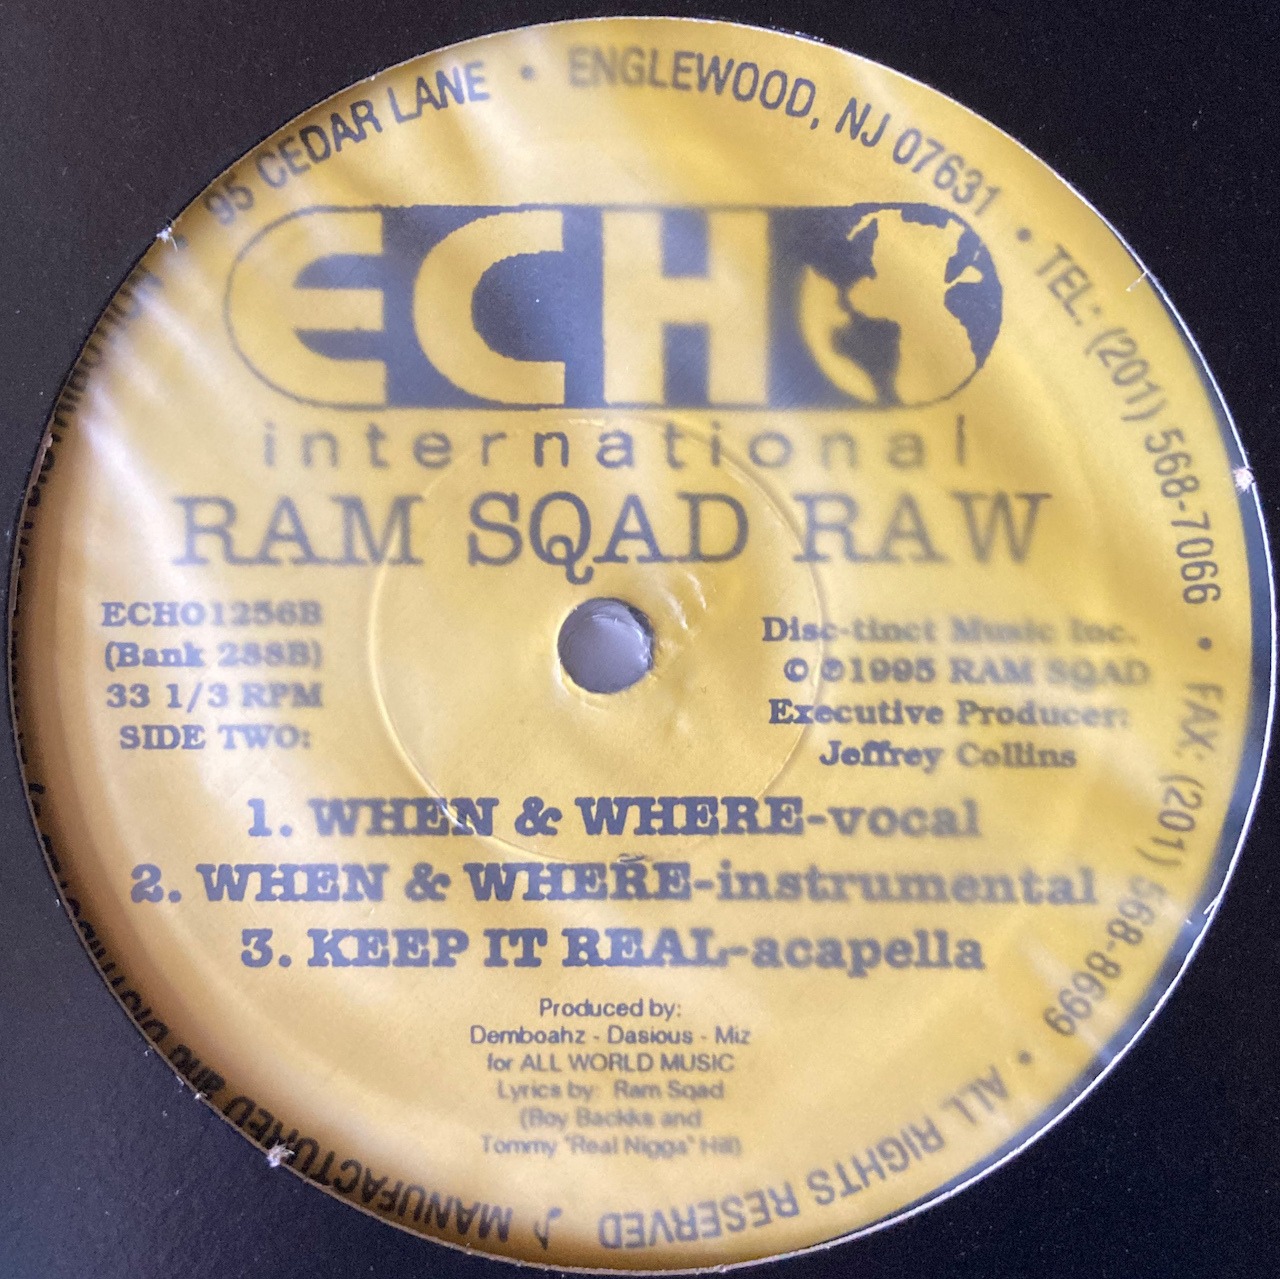 95 CEDAR LANE • ENGLEWOOD, NJ 07631 • TEL: (201) 568-7066 • FAX: (201) 568-8699 • ALL RIGHTS RESERVED
MANUFACTURED and
ECHO
international
RAM SQAD RAW
ECHO1256B
(Bank 288B)
33 1/3 RPM
SIDE TWO:
Disc-tinct Music Inc.
© ℗1995 RAM SQAD
Executive Producer:
Jeffrey Collins
1. WHEN & WHERE-vocal
2. WHEN & WHERE-instrumental
3. KEEP IT REAL-acapella
Produced by:
Demboahz - Dasious - Miz
for ALL WORLD MUSIC
Lyrics by: Ram Sqad
(Roy Backks and
Tommy "Real Nigga" Hill)